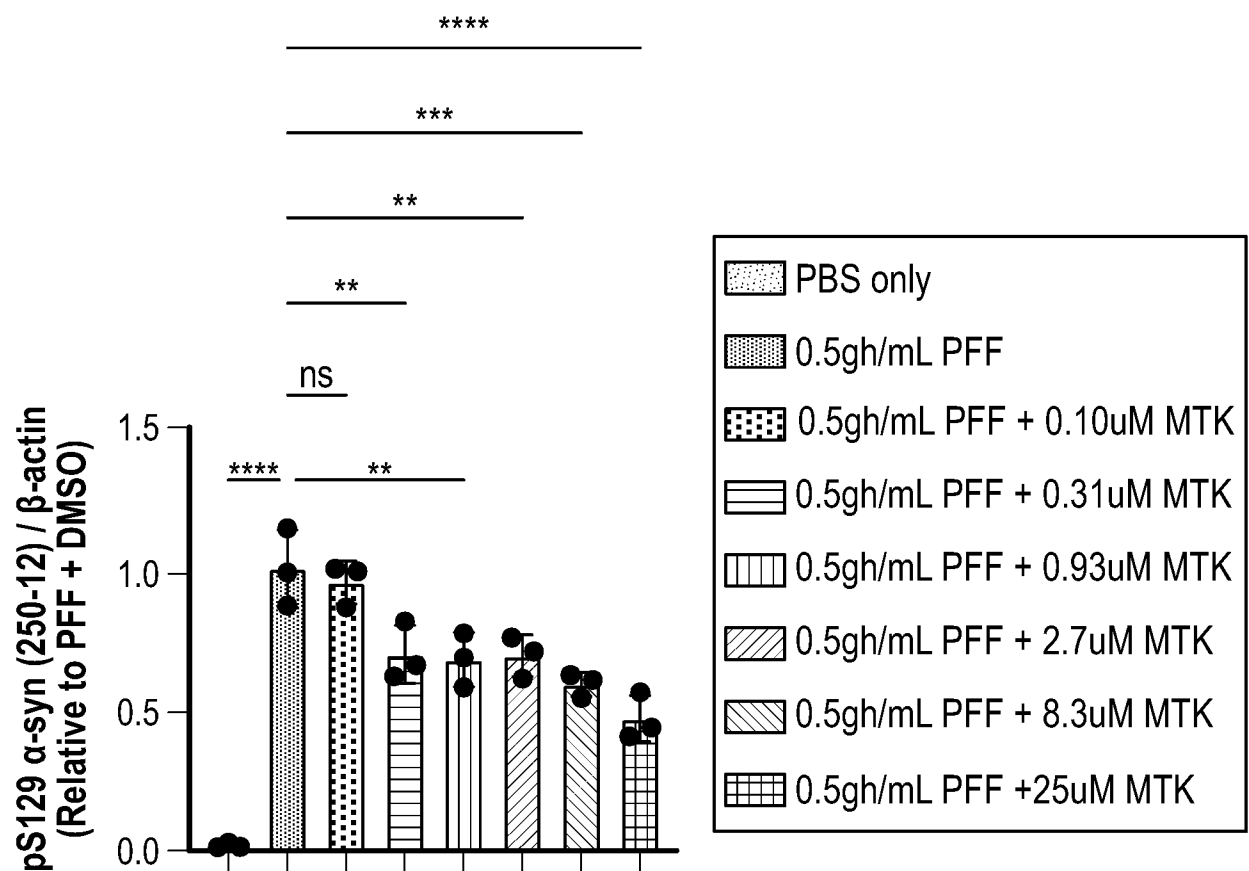 ****
***
**
**
ns
**** **
pS129 α-syn (250-12) / β-actin
(Relative to PFF + DMSO)
1.5
1.0
0.5
0.0
PBS only
0.5gh/mL PFF
0.5gh/mL PFF + 0.10uM MTK
0.5gh/mL PFF + 0.31uM MTK
0.5gh/mL PFF + 0.93uM MTK
0.5gh/mL PFF + 2.7uM MTK
0.5gh/mL PFF + 8.3uM MTK
0.5gh/mL PFF +25uM MTK